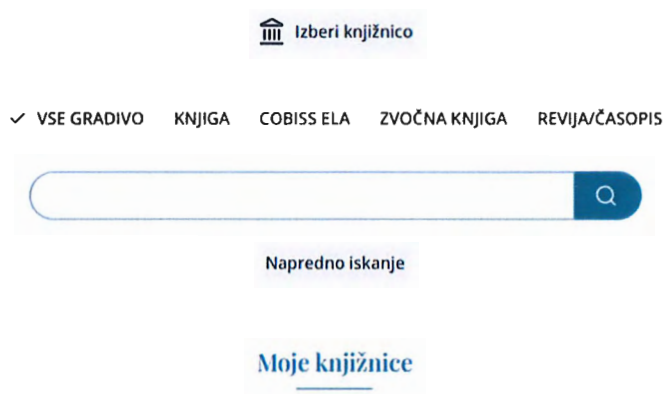 Izberi knjižnico
VSE GRADIVO KNJIGA COBISS ELA ZVOČNA KNJIGA REVIJA/ČASOPIS
Napredno iskanje
Moje knjižnice